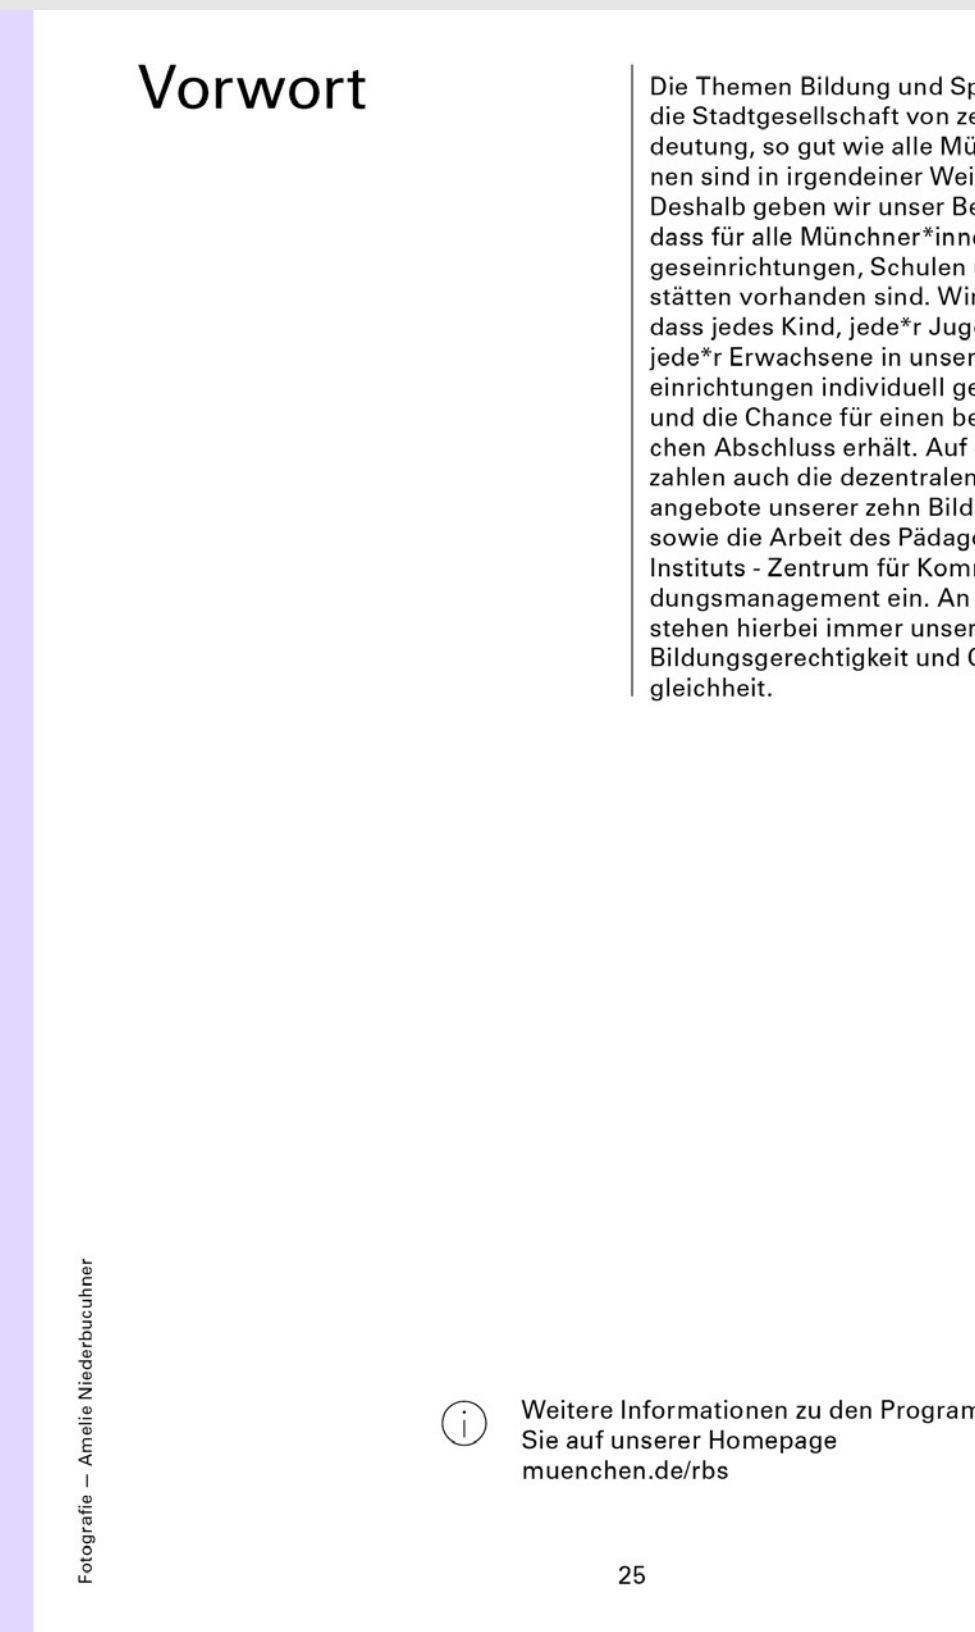 Vorwort
Die Themen Bildung und Sp
die Stadtgesellschaft von ze
deutung, so gut wie alle Mü
nen sind in irgendeiner Wei
Deshalb geben wir unser Be
dass für alle Münchner*inne
geseinrichtungen, Schulen
stätten vorhanden sind. Wir
dass jedes Kind, jede*r Juge
jede*r Erwachsene in unser
einrichtungen individuell ge
und die Chance für einen be
chen Abschluss erhält. Auf
zahlen auch die dezentralen
angebote unserer zehn Bild
sowie die Arbeit des Pädago
Instituts - Zentrum für Komm
dungsmanagement ein. An
stehen hierbei immer unser
Bildungsgerechtigkeit und C
gleichheit.
Fotografie — Amelie Niederbucuhner
Weitere Informationen zu den Program
Sie auf unserer Homepage
muenchen.de/rbs
25